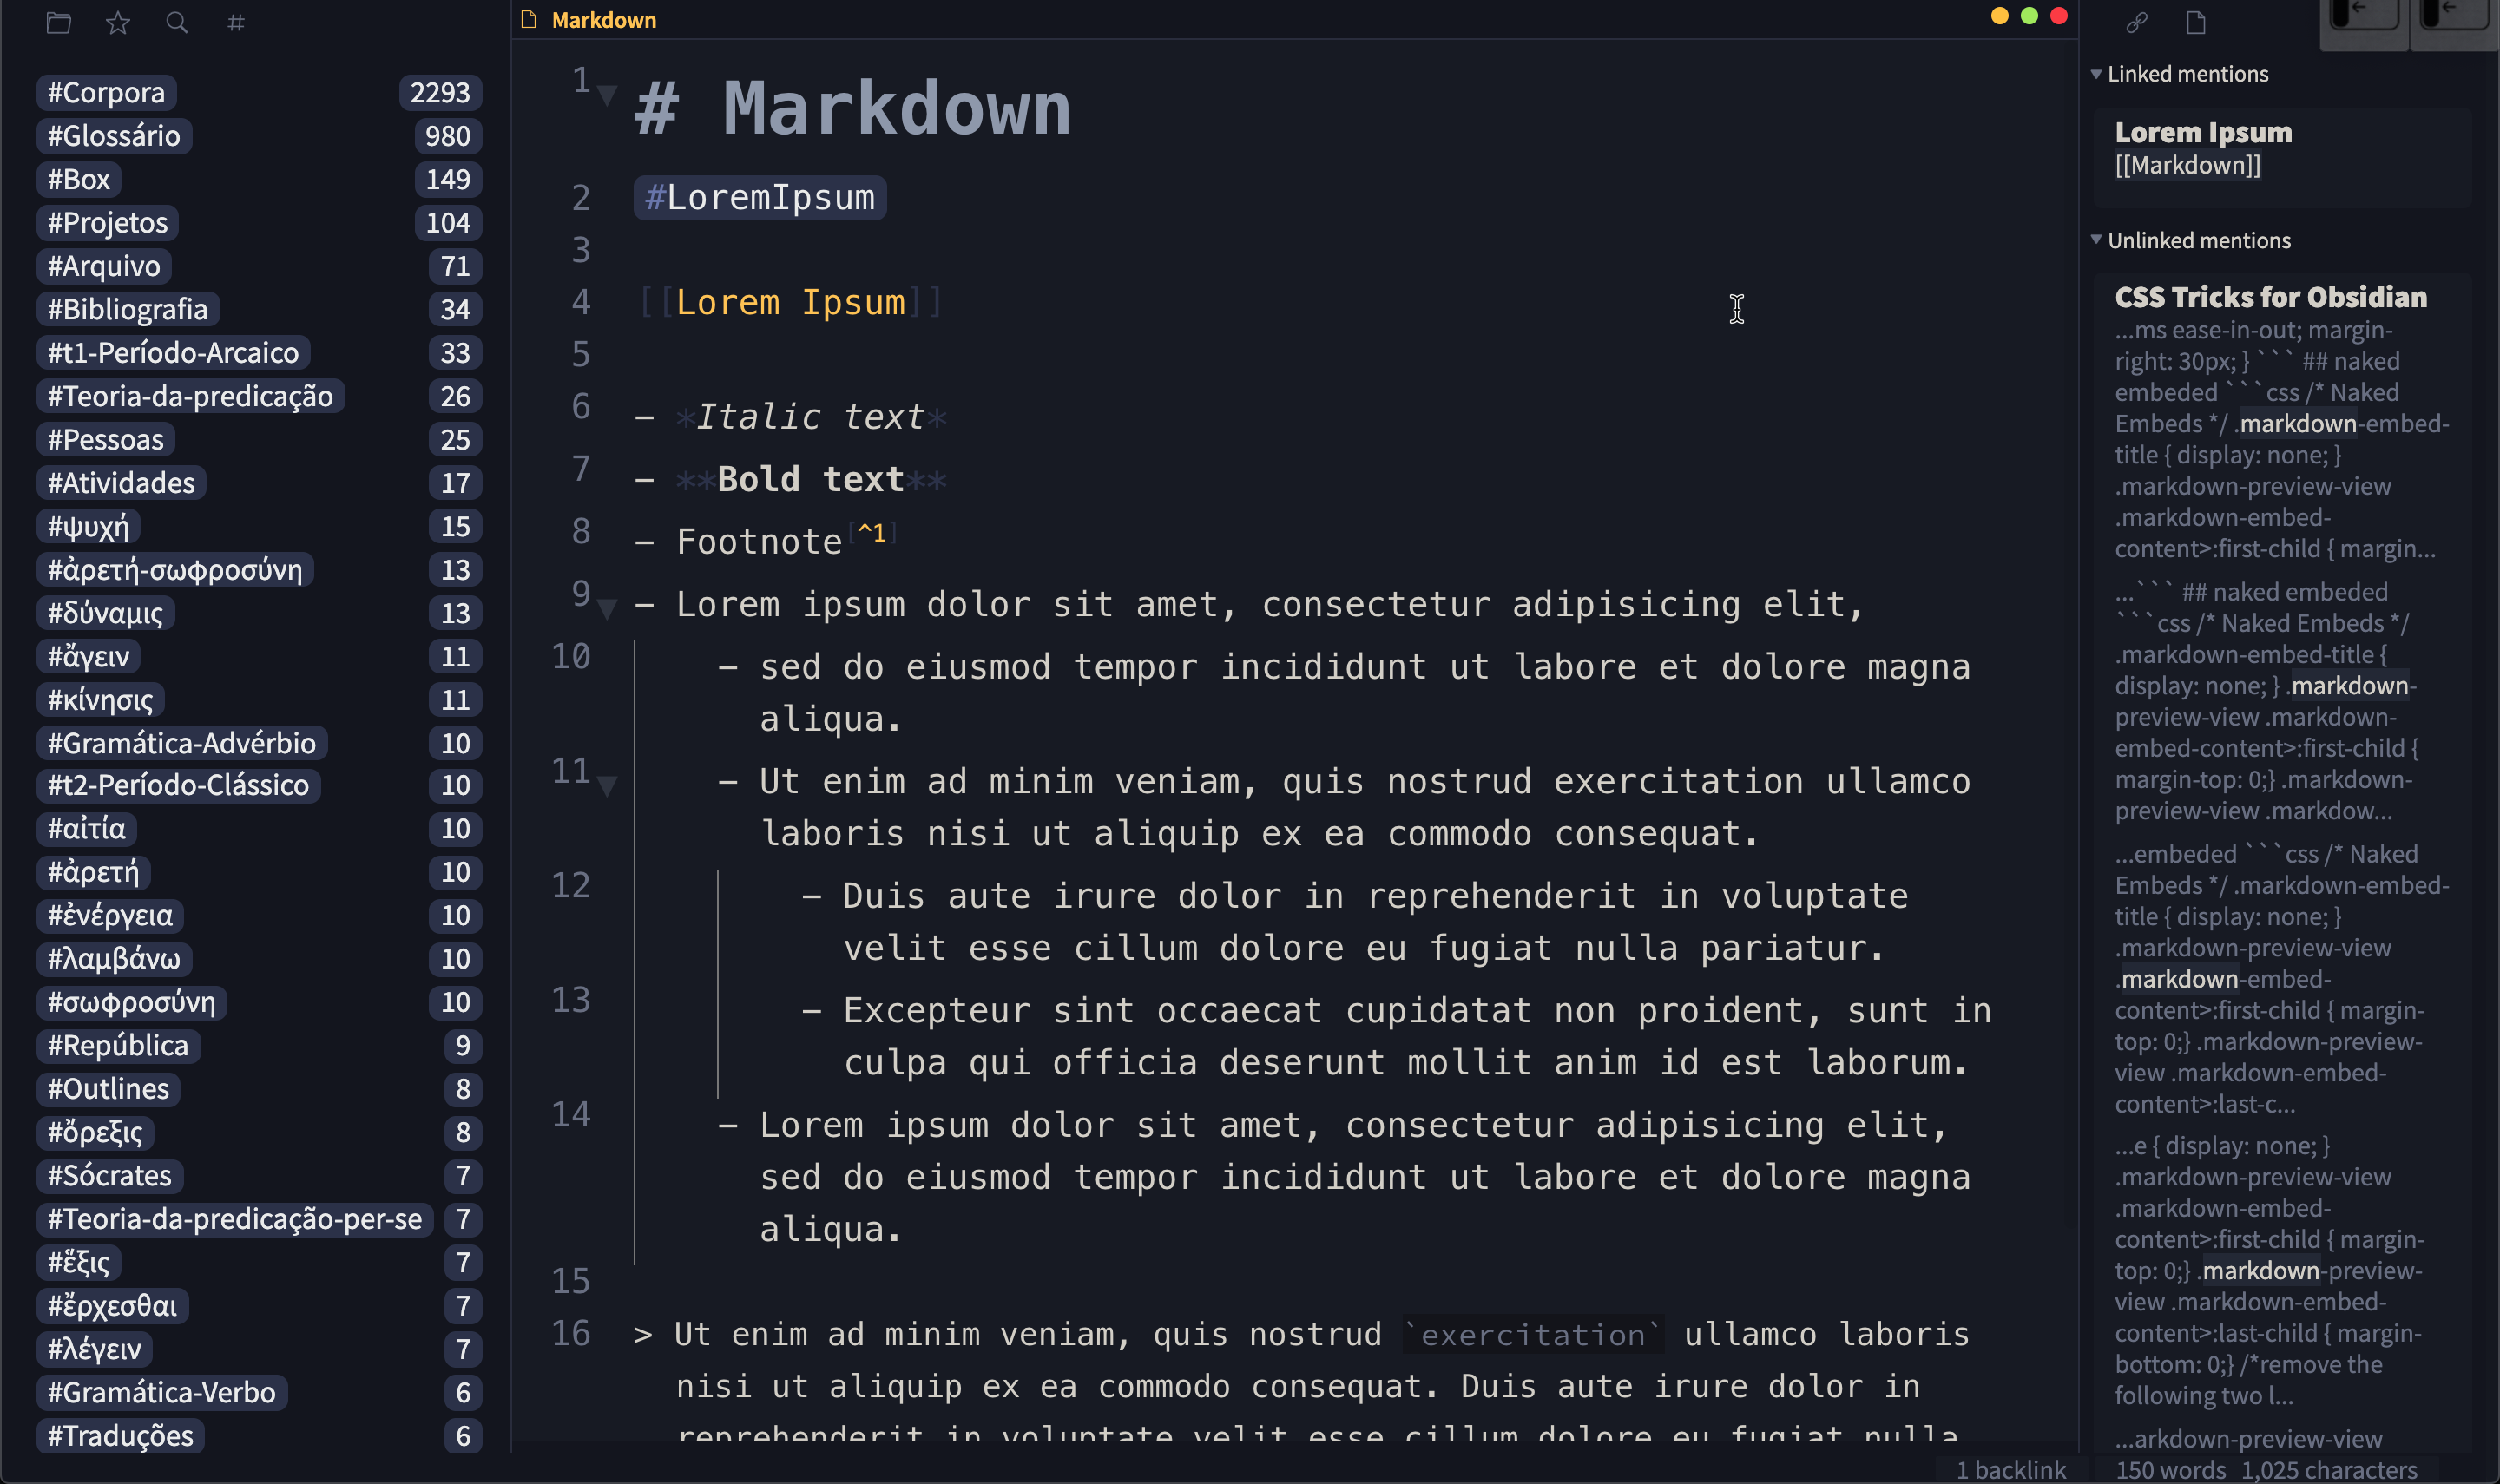 #Corpora 2293
#Glossário 980
#Box 149
#Projetos 104
#Arquivo 71
#Bibliografia 34
#t1-Período-Arcaico 33
#Teoria-da-predicação 26
#Pessoas 25
#Atividades 17
#ψυχή 15
#ἀρετή-σωφροσύνη 13
#δύναμις 13
#ἄγειν 11
#κίνησις 11
#Gramática-Advérbio 10
#t2-Período-Clássico 10
#αἰτία 10
#ἀρετή 10
#ἐνέργεια 10
#λαμβάνω 10
#σωφροσύνη 10
#República 9
#Outlines 8
#ὄρεξις 8
#Sócrates 7
#Teoria-da-predicação-per-se 7
#ἕξις 7
#ἔρχεσθαι 7
#λέγειν 7
#Gramática-Verbo 6
#Traduções 6
Markdown
1 # Markdown
2 #LoremIpsum
3
4 [[Lorem Ipsum]]
5
6 – *Italic text*
7 – **Bold text**
8 – Footnote[^1]
9 – Lorem ipsum dolor sit amet, consectetur adipisicing elit,
10 – sed do eiusmod tempor incididunt ut labore et dolore magna
aliqua.
11 – Ut enim ad minim veniam, quis nostrud exercitation ullamco
laboris nisi ut aliquip ex ea commodo consequat.
12 – Duis aute irure dolor in reprehenderit in voluptate
velit esse cillum dolore eu fugiat nulla pariatur.
13 – Excepteur sint occaecat cupidatat non proident, sunt in
culpa qui officia deserunt mollit anim id est laborum.
14 – Lorem ipsum dolor sit amet, consectetur adipisicing elit,
sed do eiusmod tempor incididunt ut labore et dolore magna
aliqua.
15
16 > Ut enim ad minim veniam, quis nostrud `exercitation` ullamco laboris
nisi ut aliquip ex ea commodo consequat. Duis aute irure dolor in
reprehenderit in voluptate velit esse cillum dolore eu fugiat nulla
Linked mentions
Lorem Ipsum
[[Markdown]]
Unlinked mentions
CSS Tricks for Obsidian
...ms ease-in-out; margin-
right: 30px; } ``` ## naked
embeded ```css /* Naked
Embeds */ .markdown-embed-
title { display: none; }
.markdown-preview-view
.markdown-embed-
content>:first-child { margin...
...``` ## naked embeded
```css /* Naked Embeds */
.markdown-embed-title {
display: none; } .markdown-
preview-view .markdown-
embed-content>:first-child {
margin-top: 0;} .markdown-
preview-view .markdow...
...embeded ```css /* Naked
Embeds */ .markdown-embed-
title { display: none; }
.markdown-preview-view
.markdown-embed-
content>:first-child { margin-
top: 0;} .markdown-preview-
view .markdown-embed-
content>:last-c...
...e { display: none; }
.markdown-preview-view
.markdown-embed-
content>:first-child { margin-
top: 0;} .markdown-preview-
view .markdown-embed-
content>:last-child { margin-
bottom: 0;} /*remove the
following two l...
...arkdown-preview-view
1 backlink 150 words 1,025 characters